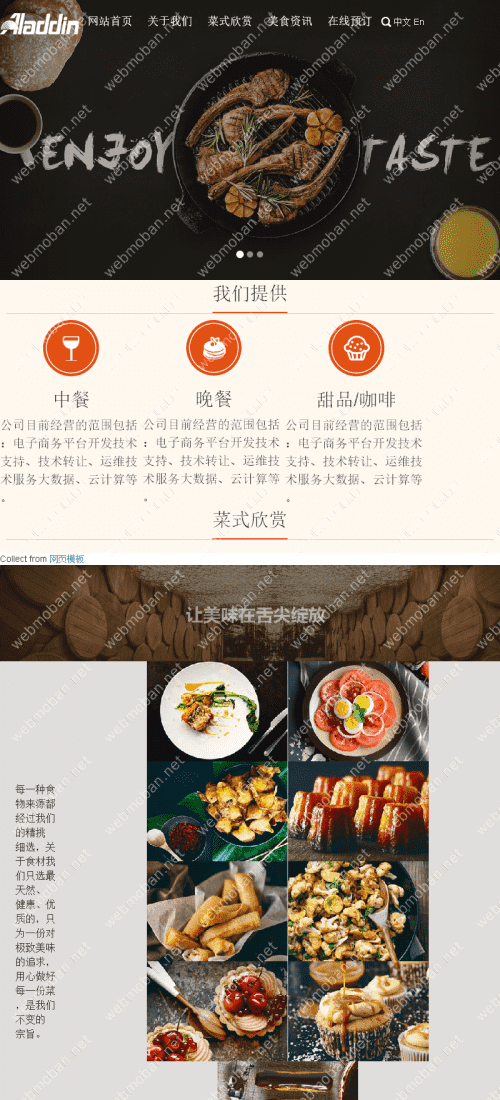 Aladdin 网站首页 关于我们 菜式欣赏 美食资讯 在线预订 中文 En
ENJOY TASTE
我们提供
中餐 晚餐 甜品/咖啡
公司目前经营的范围包括 公司目前经营的范围包括 公司目前经营的范围包括
：电子商务平台开发技术 ：电子商务平台开发技术 ：电子商务平台开发技术
支持、技术转让、运维技 支持、技术转让、运维技 支持、技术转让、运维技
术服务大数据、云计算等 术服务大数据、云计算等 术服务大数据、云计算等
。 。 。
菜式欣赏
Collect from 网页模板
让美味在舌尖绽放
每一种食
物来源都
经过我们
的精挑
细选，关
于食材我
们只选最
天然、
健康、优
质的，只
为一份对
极致美味
的追求，
用心做好
每一份菜
，是我们
不变的
宗旨。
webmoban.net